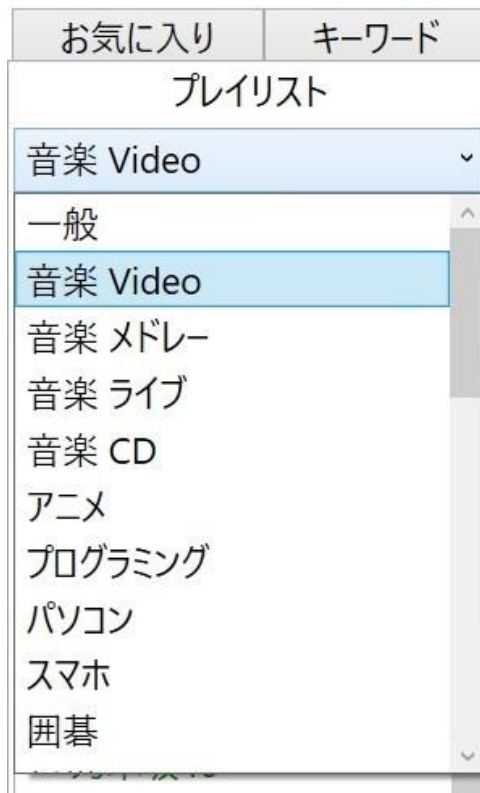 お気に入り
キーワード
プレイリスト
音楽 Video
一般
音楽 Video
音楽 メドレー
音楽 ライブ
音楽 CD
アニメ
プログラミング
パソコン
スマホ
囲碁